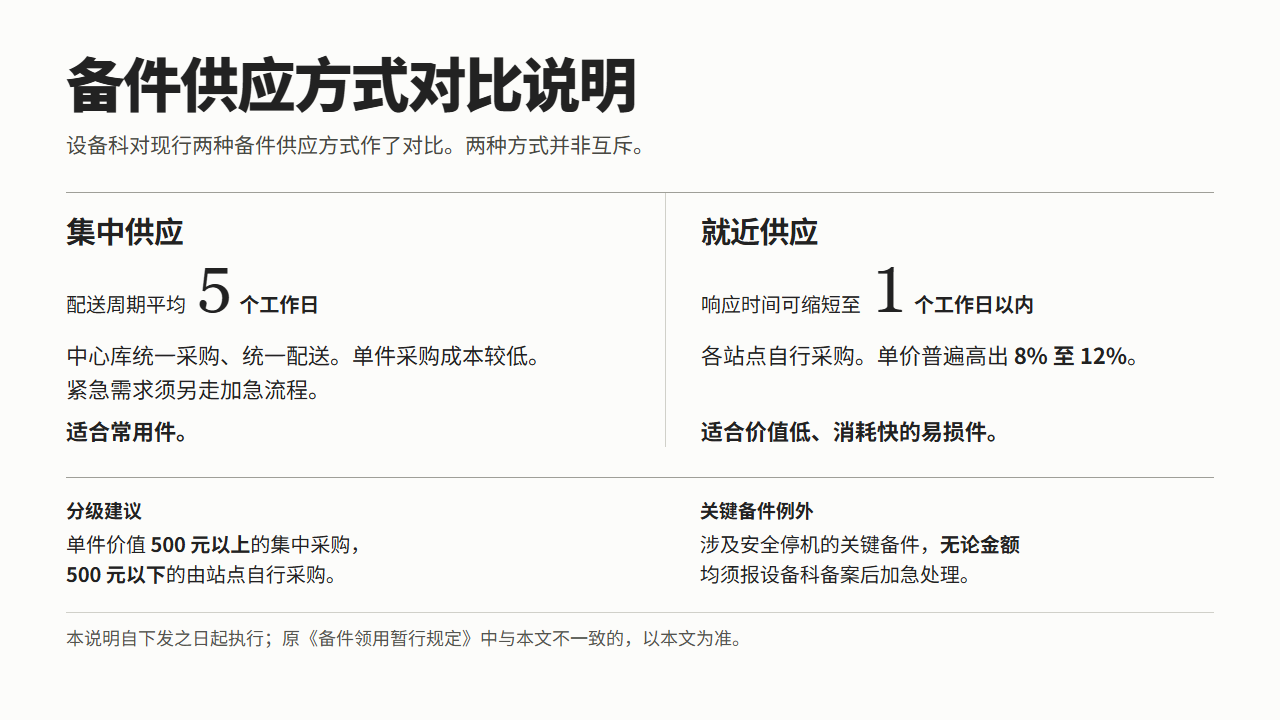 备件供应方式对比说明
设备科对现行两种备件供应方式作了对比。两种方式并非互斥。
集中供应
配送周期平均 5 个工作日
中心库统一采购、统一配送。单件采购成本较低。
紧急需求须另走加急流程。
适合常用件。
就近供应
响应时间可缩短至 1 个工作日以内
各站点自行采购。单价普遍高出 8% 至 12%。
适合价值低、消耗快的易损件。
分级建议
单件价值 500 元以上的集中采购，
500 元以下的由站点自行采购。
关键备件例外
涉及安全停机的关键备件，无论金额
均须报设备科备案后加急处理。
本说明自下发之日起执行；原《备件领用暂行规定》中与本文不一致的，以本文为准。